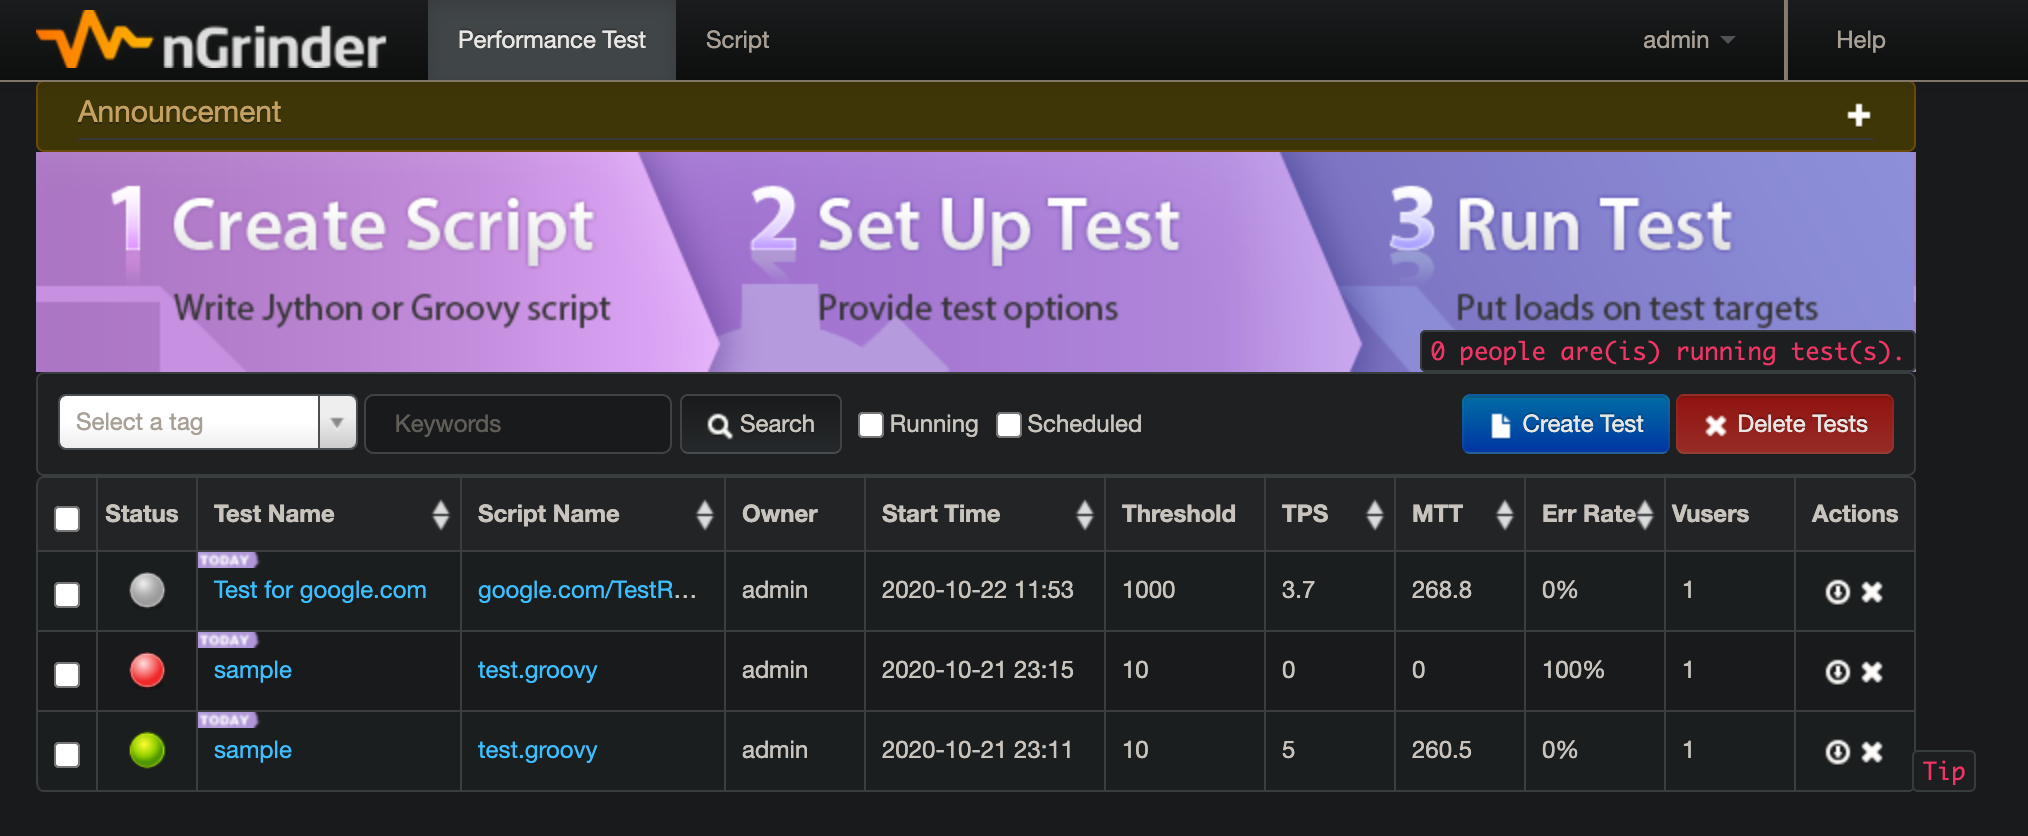 nGrinder Performance Test Script admin Help
Announcement
1 Create Script 2 Set Up Test 3 Run Test
Write Jython or Groovy script Provide test options Put loads on test targets
0 people are(is) running test(s).
Select a tag Keywords Search Running Scheduled Create Test Delete Tests
Status Test Name Script Name Owner Start Time Threshold TPS MTT Err Rate Vusers Actions
TODAY
Test for google.com google.com/TestR... admin 2020-10-22 11:53 1000 3.7 268.8 0% 1
TODAY
sample test.groovy admin 2020-10-21 23:15 10 0 0 100% 1
TODAY
sample test.groovy admin 2020-10-21 23:11 10 5 260.5 0% 1
Tip